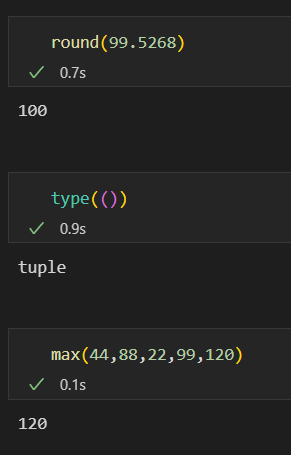 round(99.5268)
0.7s
100
type(())
0.9s
tuple
max(44,88,22,99,120)
0.1s
120